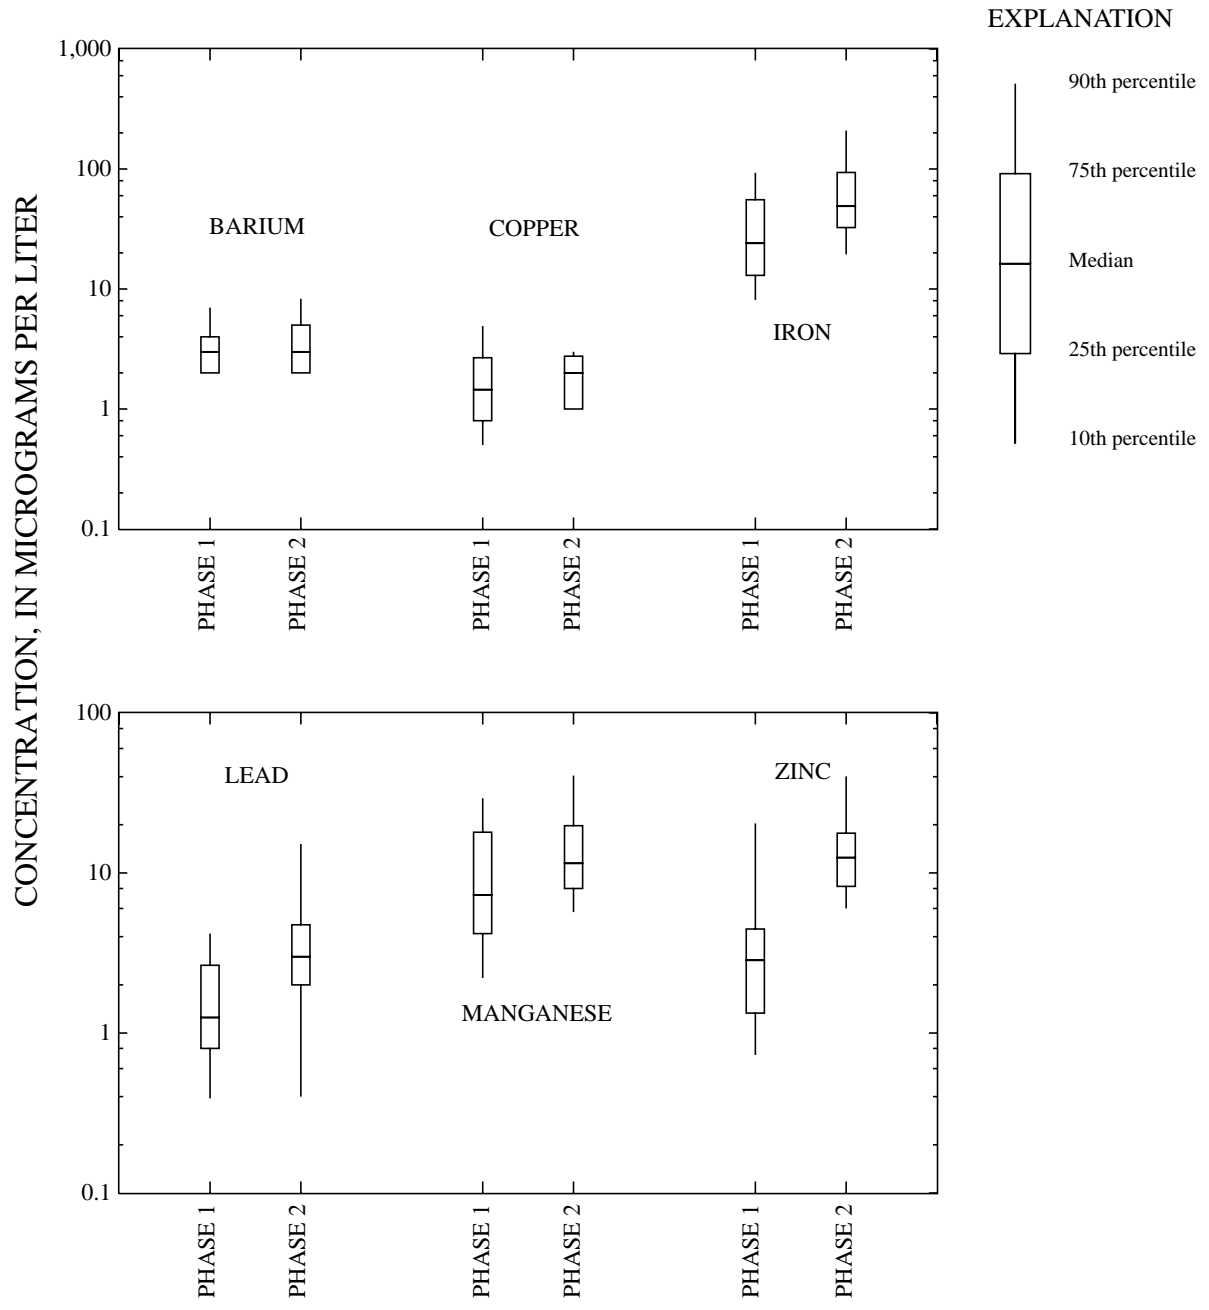 EXPLANATION
90th percentile
75th percentile
Median
25th percentile
10th percentile
CONCENTRATION, IN MICROGRAMS PER LITER
1,000
100
10
1
0.1
BARIUM
COPPER
IRON
PHASE 1
PHASE 2
PHASE 1
PHASE 2
PHASE 1
PHASE 2
100
10
1
0.1
LEAD
ZINC
MANGANESE
PHASE 1
PHASE 2
PHASE 1
PHASE 2
PHASE 1
PHASE 2